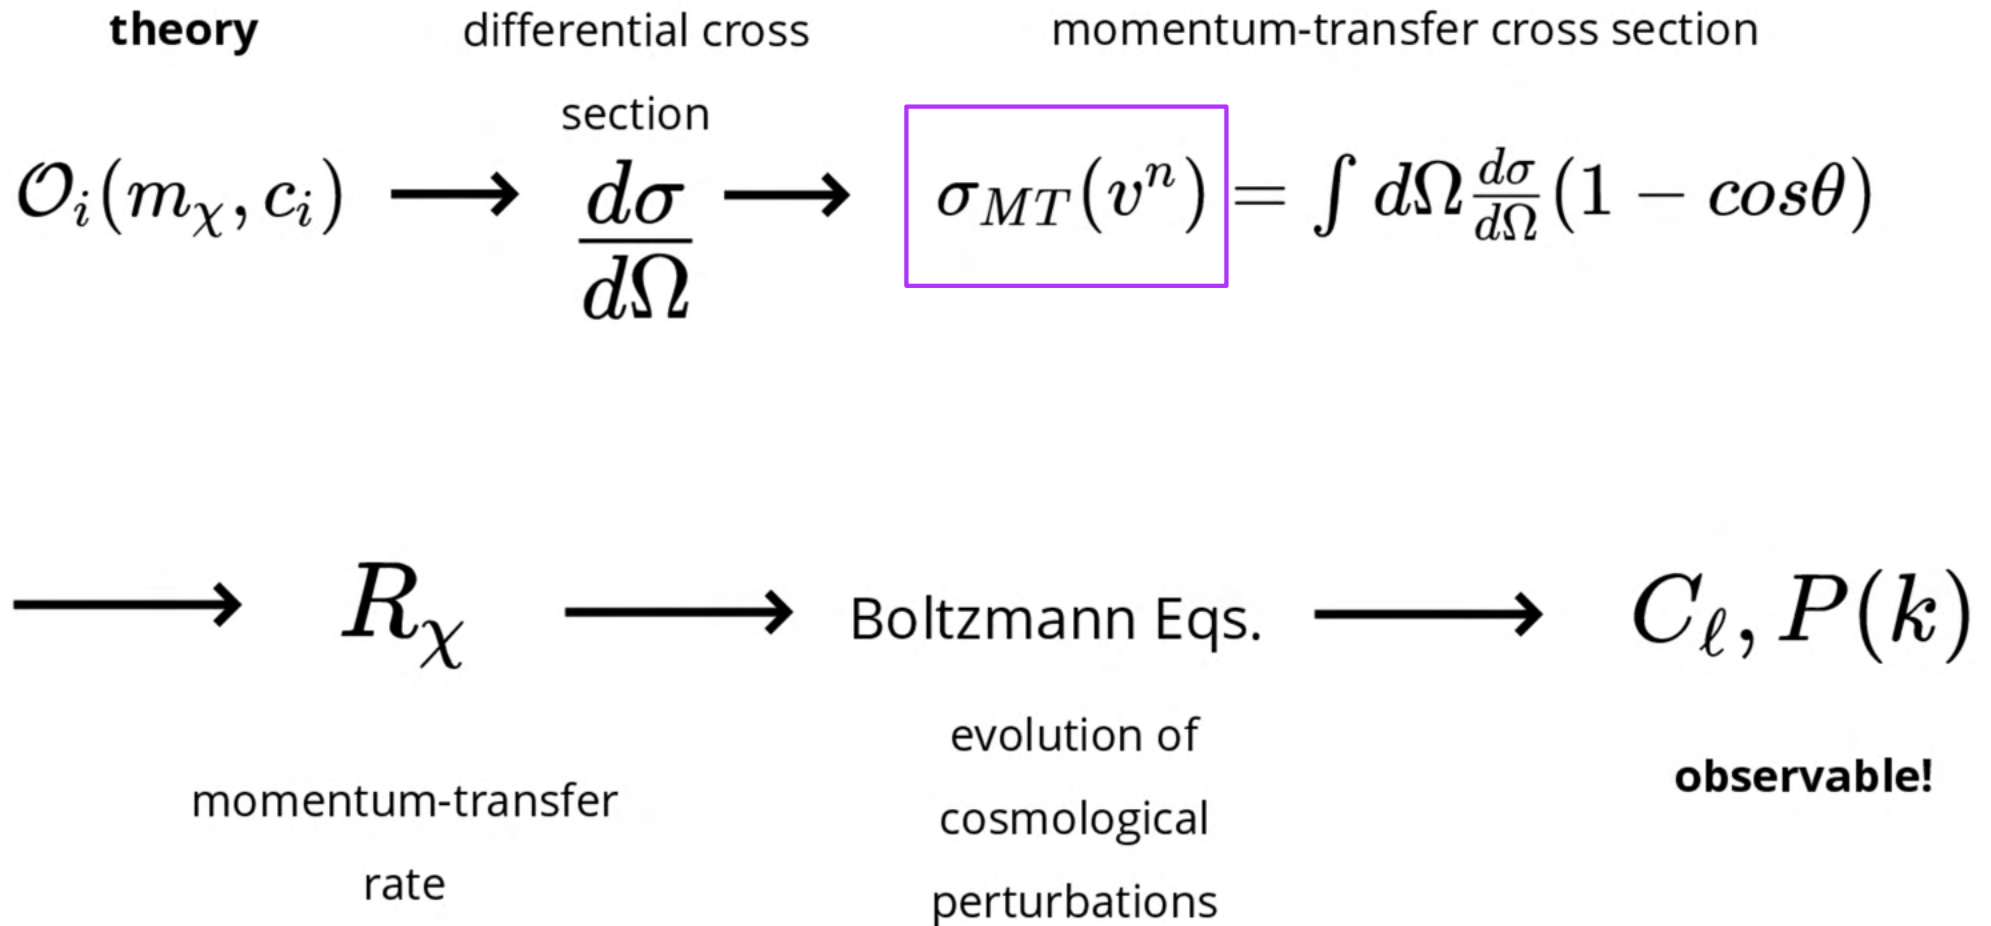 theory
differential cross
section
momentum-transfer cross section
𝒪ᵢ(m_χ, cᵢ) ⟶ dσ/dΩ ⟶ σ_MT(vⁿ) = ∫ dΩ dσ/dΩ (1 − cosθ)
⟶ R_χ ⟶ Boltzmann Eqs. ⟶ C_ℓ, P(k)
momentum-transfer
rate
evolution of
cosmological
perturbations
observable!